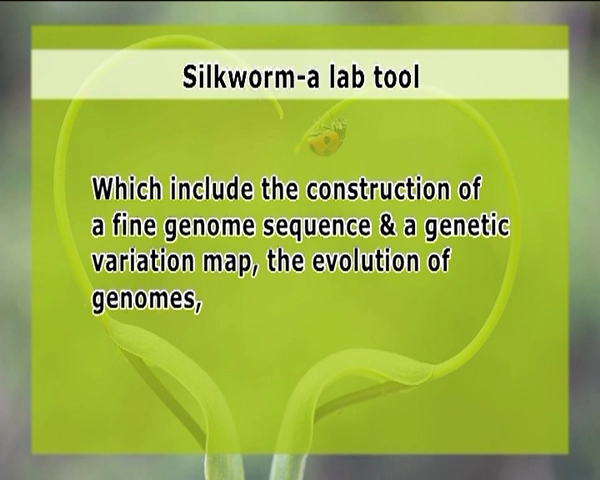 Silkworm-a lab tool
Which include the construction of
a fine genome sequence & a genetic
variation map, the evolution of
genomes,